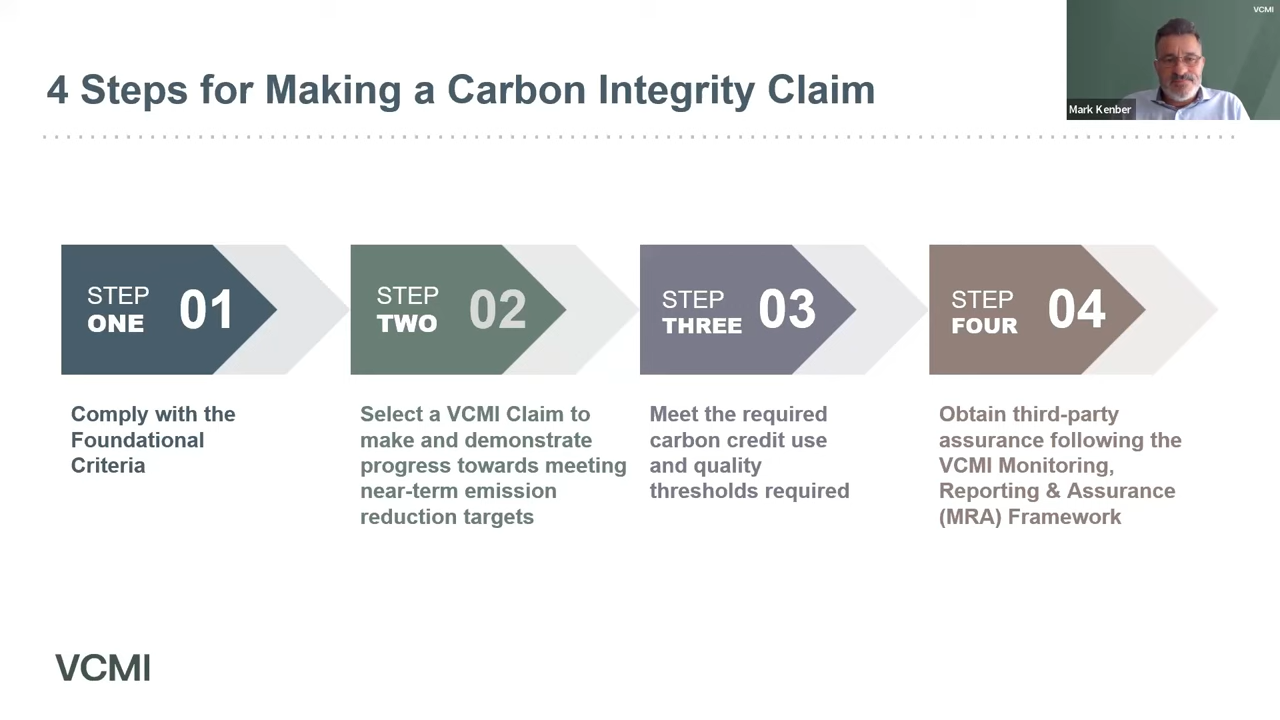 VCMI
4 Steps for Making a Carbon Integrity Claim
Mark Kenber
STEP
ONE
01
STEP
TWO
02
STEP
THREE
03
STEP
FOUR
04
Comply with the
Foundational
Criteria
Select a VCMI Claim to
make and demonstrate
progress towards meeting
near-term emission
reduction targets
Meet the required
carbon credit use
and quality
thresholds required
Obtain third-party
assurance following the
VCMI Monitoring,
Reporting & Assurance
(MRA) Framework
VCMI